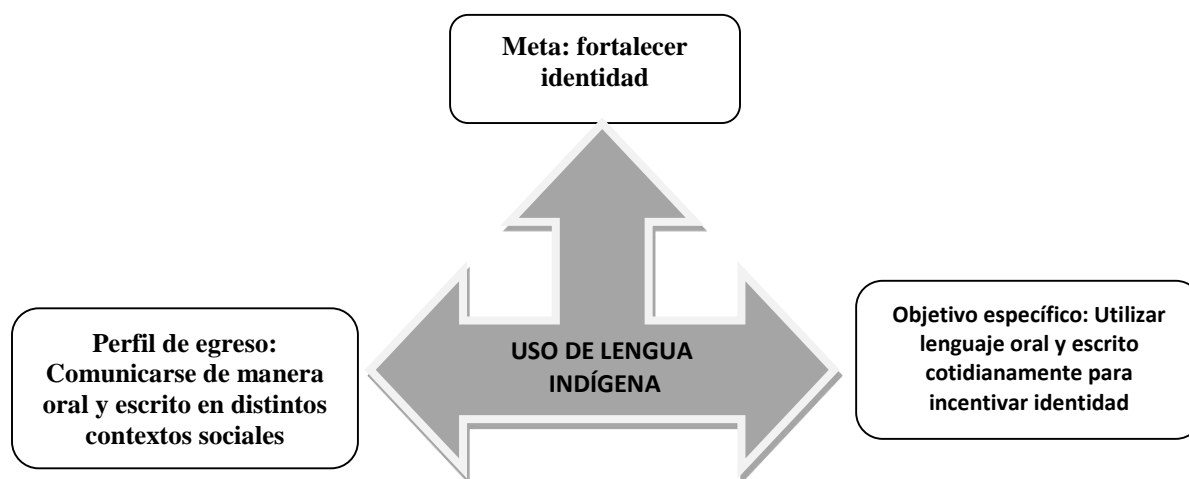 Meta: fortalecer
identidad
Perfil de egreso:
Comunicarse de manera
oral y escrito en distintos
contextos sociales
USO DE LENGUA
INDÍGENA
Objetivo específico: Utilizar
lenguaje oral y escrito
cotidianamente para
incentivar identidad